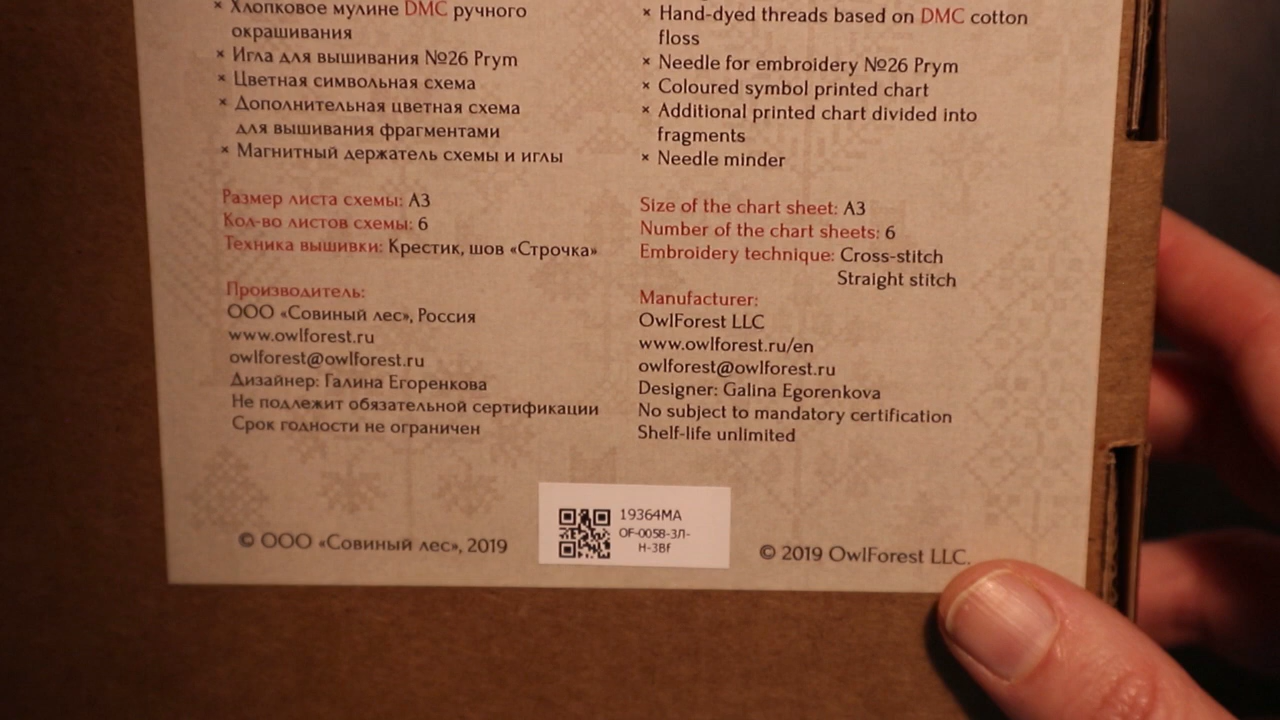 × Хлопковое мулине DMC ручного
окрашивания
× Игла для вышивания №26 Prym
× Цветная символьная схема
× Дополнительная цветная схема
для вышивания фрагментами
× Магнитный держатель схемы и иглы
Размер листа схемы: А3
Кол-во листов схемы: 6
Техника вышивки: Крестик, шов «Строчка»
Производитель:
ООО «Совиный лес», Россия
www.owlforest.ru
owlforest@owlforest.ru
Дизайнер: Галина Егоренкова
Не подлежит обязательной сертификации
Срок годности не ограничен
© ООО «Совиный лес», 2019
× Hand-dyed threads based on DMC cotton
floss
× Needle for embroidery №26 Prym
× Coloured symbol printed chart
× Additional printed chart divided into
fragments
× Needle minder
Size of the chart sheet: A3
Number of the chart sheets: 6
Embroidery technique: Cross-stitch
Straight stitch
Manufacturer:
OwlForest LLC
www.owlforest.ru/en
owlforest@owlforest.ru
Designer: Galina Egorenkova
No subject to mandatory certification
Shelf-life unlimited
19364MA
OF-0058-ЗЛ-
Н-ЗВf
© 2019 OwlForest LLC.